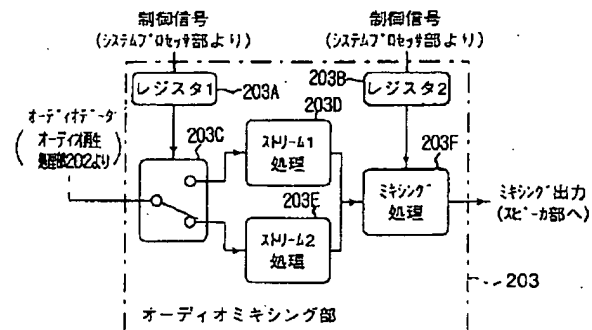 制御信号
(システムプロセッサ部より)
制御信号
(システムプロセッサ部より)
レジスタ1
203A
203B
レジスタ2
オーディオデータ
(オーディオ再生
処理部202より)
203C
203D
ストリーム1
処理
203F
ミキシング
処理
ミキシング出力
(スピーカ部へ)
203E
ストリーム2
処理
203
オーディオミキシング部